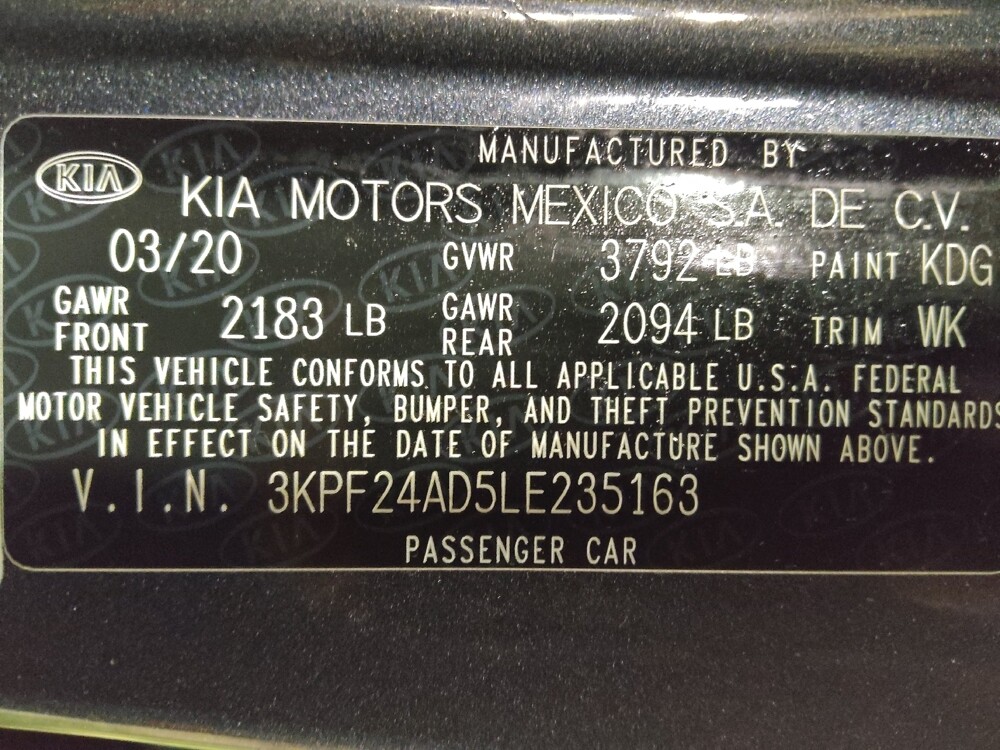 MANUFACTURED BY
KIA
KIA MOTORS MEXICO S.A. DE C.V.
03/20 GVWR 3792 LB PAINT KDG
GAWR FRONT 2183 LB GAWR REAR 2094 LB TRIM WK
THIS VEHICLE CONFORMS TO ALL APPLICABLE U.S.A. FEDERAL
MOTOR VEHICLE SAFETY, BUMPER, AND THEFT PREVENTION STANDARDS
IN EFFECT ON THE DATE OF MANUFACTURE SHOWN ABOVE.
V.I.N. 3KPF24AD5LE235163
PASSENGER CAR